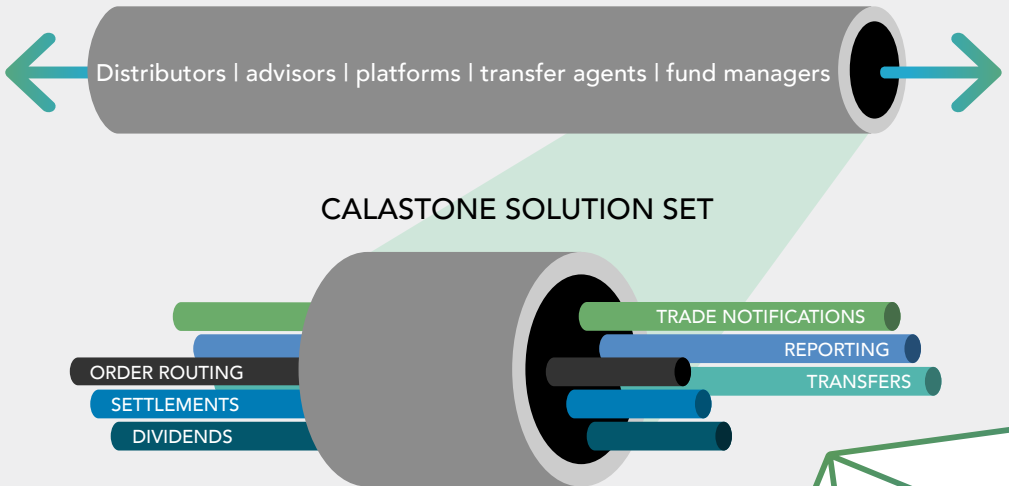 Distributors | advisors | platforms | transfer agents | fund managers
CALASTONE SOLUTION SET
TRADE NOTIFICATIONS
REPORTING
ORDER ROUTING
TRANSFERS
SETTLEMENTS
DIVIDENDS